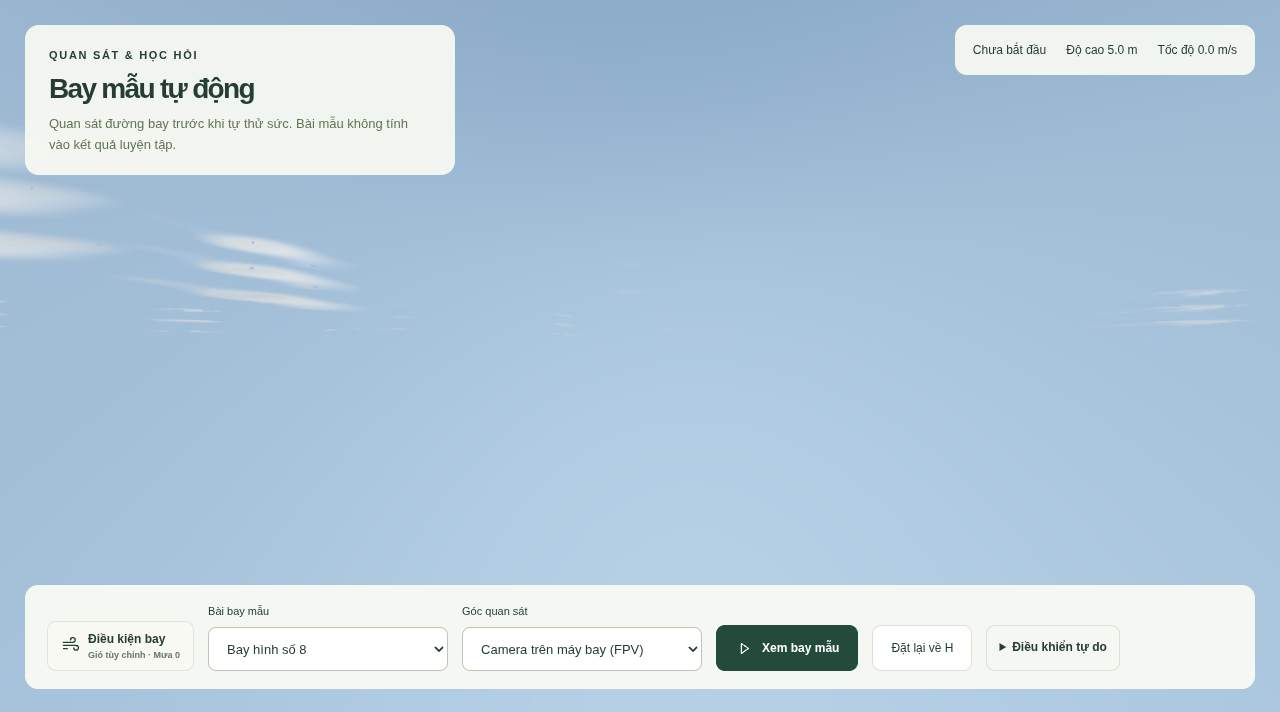 QUAN SÁT & HỌC HỎI
Bay mẫu tự động
Quan sát đường bay trước khi tự thử sức. Bài mẫu không tính
vào kết quả luyện tập.
Chưa bắt đầu Độ cao 5.0 m Tốc độ 0.0 m/s
Bài bay mẫu Góc quan sát
Điều kiện bay
Gió tùy chỉnh · Mưa 0
Bay hình số 8 Camera trên máy bay (FPV) Xem bay mẫu Đặt lại về H Điều khiển tự do